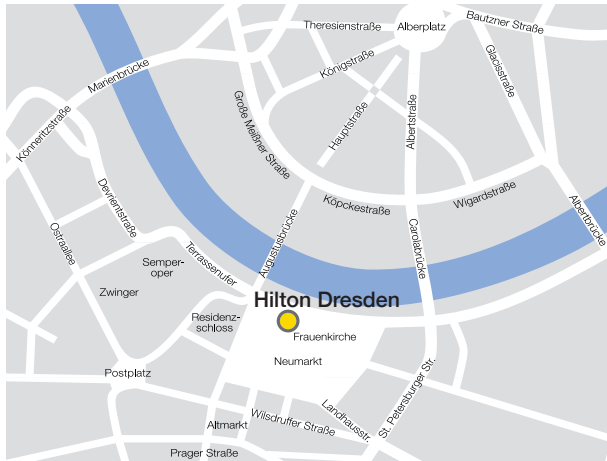 Bautzner Straße
Theresienstraße
Alberplatz
Königstraße
Glacisstraße
Marienbrücke
Große Meißner Straße
Hauptstraße
Albertstraße
Könneritzstraße
Devrientstraße
Köpckestraße
Wigardstraße
Albertbrücke
Ostraallee
Augustusbrücke
Carolabrücke
Terrassenufer
Semper-
oper
Zwinger
Hilton Dresden
Residenz-
schloss
Frauenkirche
Neumarkt
Postplatz
St. Petersburger Str.
Landhausstr.
Wilsdruffer Straße
Altmarkt
Prager Straße